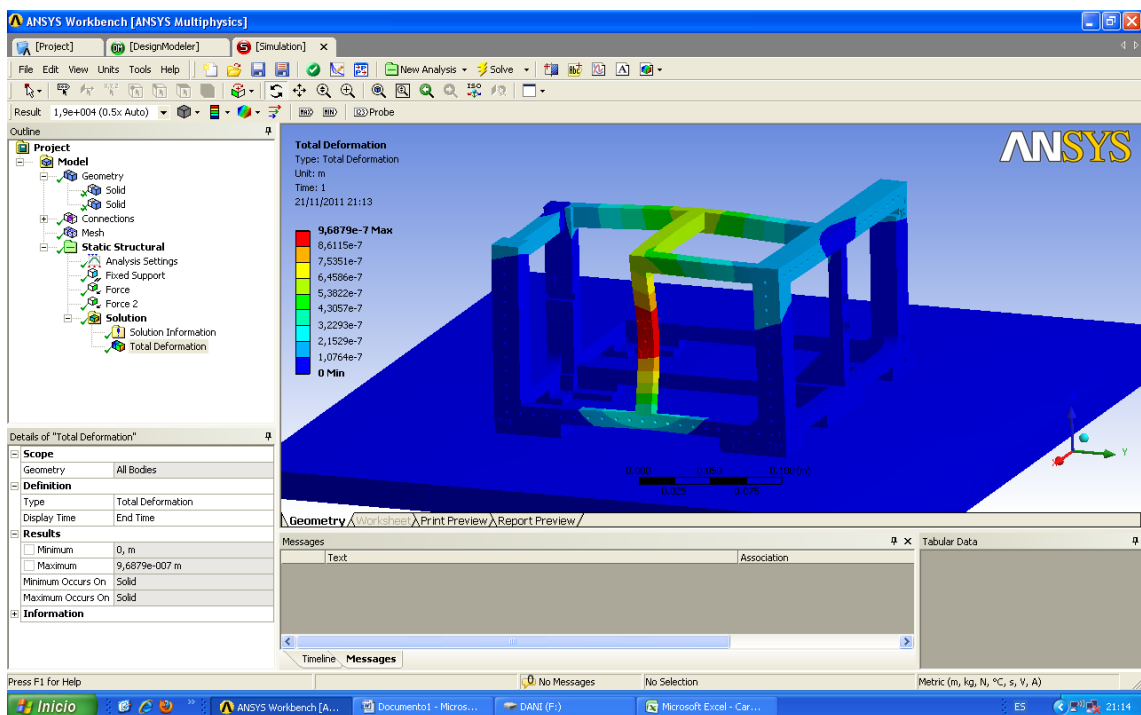 ANSYS Workbench [ANSYS Multiphysics]
[Project] [DesignModeler] [Simulation]
File Edit View Units Tools Help New Analysis Solve
Result 1,9e+004 (0.5x Auto) Probe
Outline
Project
Model
Geometry
Solid
Solid
Connections
Mesh
Static Structural
Analysis Settings
Fixed Support
Force
Force 2
Solution
Solution Information
Total Deformation
Total Deformation
Type: Total Deformation
Unit: m
Time: 1
21/11/2011 21:13
9,6879e-7 Max
8,6115e-7
7,5351e-7
6,4586e-7
5,3822e-7
4,3057e-7
3,2293e-7
2,1529e-7
1,0764e-7
0 Min
ANSYS
0.000 0.050 0.100 (m)
0.025 0.075
Y
Geometry Worksheet Print Preview Report Preview
Details of "Total Deformation"
Scope
Geometry All Bodies
Definition
Type Total Deformation
Display Time End Time
Results
Minimum 0, m
Maximum 9,6879e-007 m
Minimum Occurs On Solid
Maximum Occurs On Solid
Information
Messages
Text Association
Timeline Messages
Tabular Data
Press F1 for Help No Messages No Selection Metric (m, kg, N, °C, s, V, A)
Inicio ANSYS Workbench [A... Documento1 - Micros... DANI (F:) Microsoft Excel - Car... ES 21:14